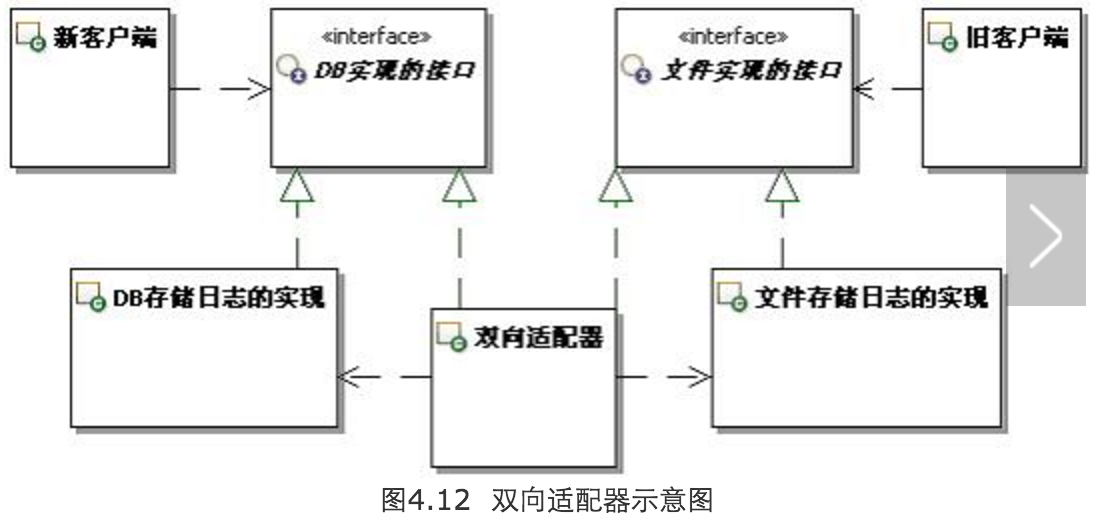 新客户端
«interface»
DB实现的接口
«interface»
文件实现的接口
旧客户端
DB存储日志的实现
双向适配器
文件存储日志的实现
图4.12 双向适配器示意图